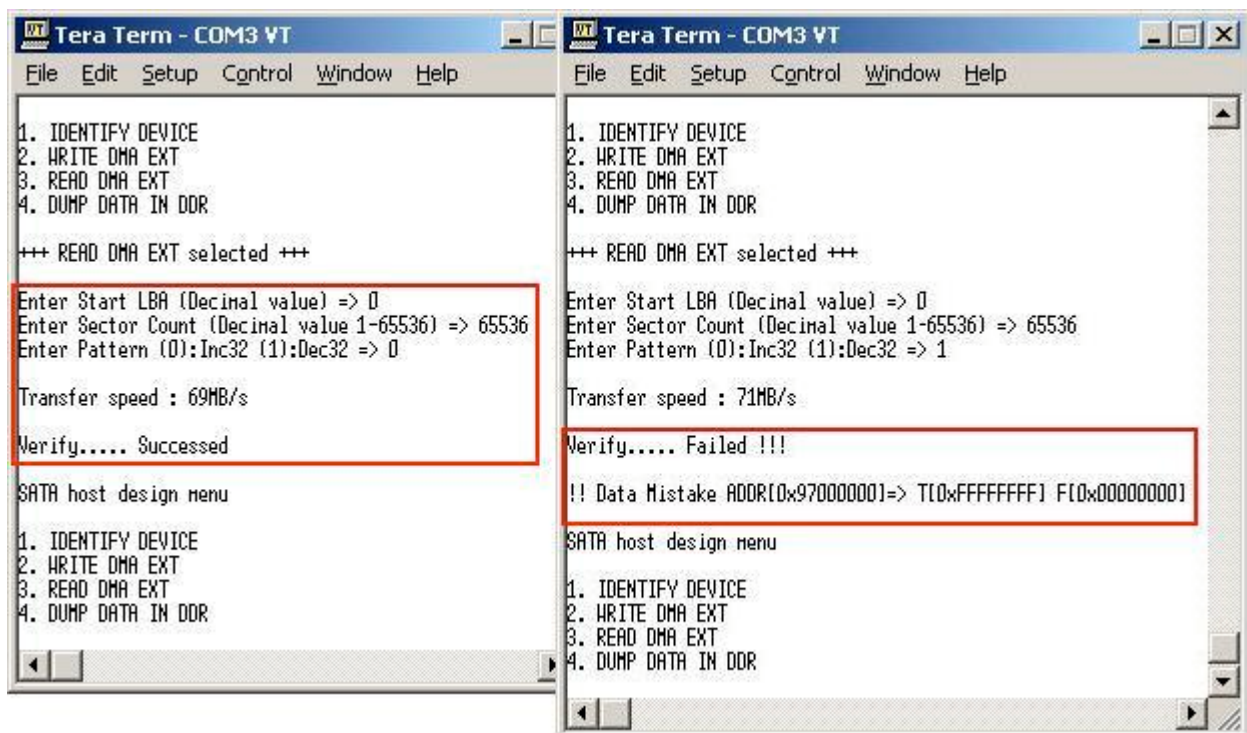 Tera Term - COM3 VT
File Edit Setup Control Window Help
1. IDENTIFY DEVICE
2. WRITE DMA EXT
3. READ DMA EXT
4. DUMP DATA IN DDR
+++ READ DMA EXT selected +++
Enter Start LBA (Decimal value) => 0
Enter Sector Count (Decimal value 1-65536) => 65536
Enter Pattern (0):Inc32 (1):Dec32 => 0
Transfer speed : 69MB/s
Verify..... Successed
SATA host design menu
1. IDENTIFY DEVICE
2. WRITE DMA EXT
3. READ DMA EXT
4. DUMP DATA IN DDR
Tera Term - COM3 VT
File Edit Setup Control Window Help
1. IDENTIFY DEVICE
2. WRITE DMA EXT
3. READ DMA EXT
4. DUMP DATA IN DDR
+++ READ DMA EXT selected +++
Enter Start LBA (Decimal value) => 0
Enter Sector Count (Decimal value 1-65536) => 65536
Enter Pattern (0):Inc32 (1):Dec32 => 1
Transfer speed : 71MB/s
Verify..... Failed !!!
!! Data Mistake ADDR[0x97000000]=> T[0xFFFFFFFF] F[0x00000000]
SATA host design menu
1. IDENTIFY DEVICE
2. WRITE DMA EXT
3. READ DMA EXT
4. DUMP DATA IN DDR